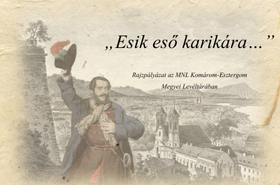 „Esik eső karikára…”
Rajzpályázat az MNL Komárom-Esztergom
Megyei Levéltárában